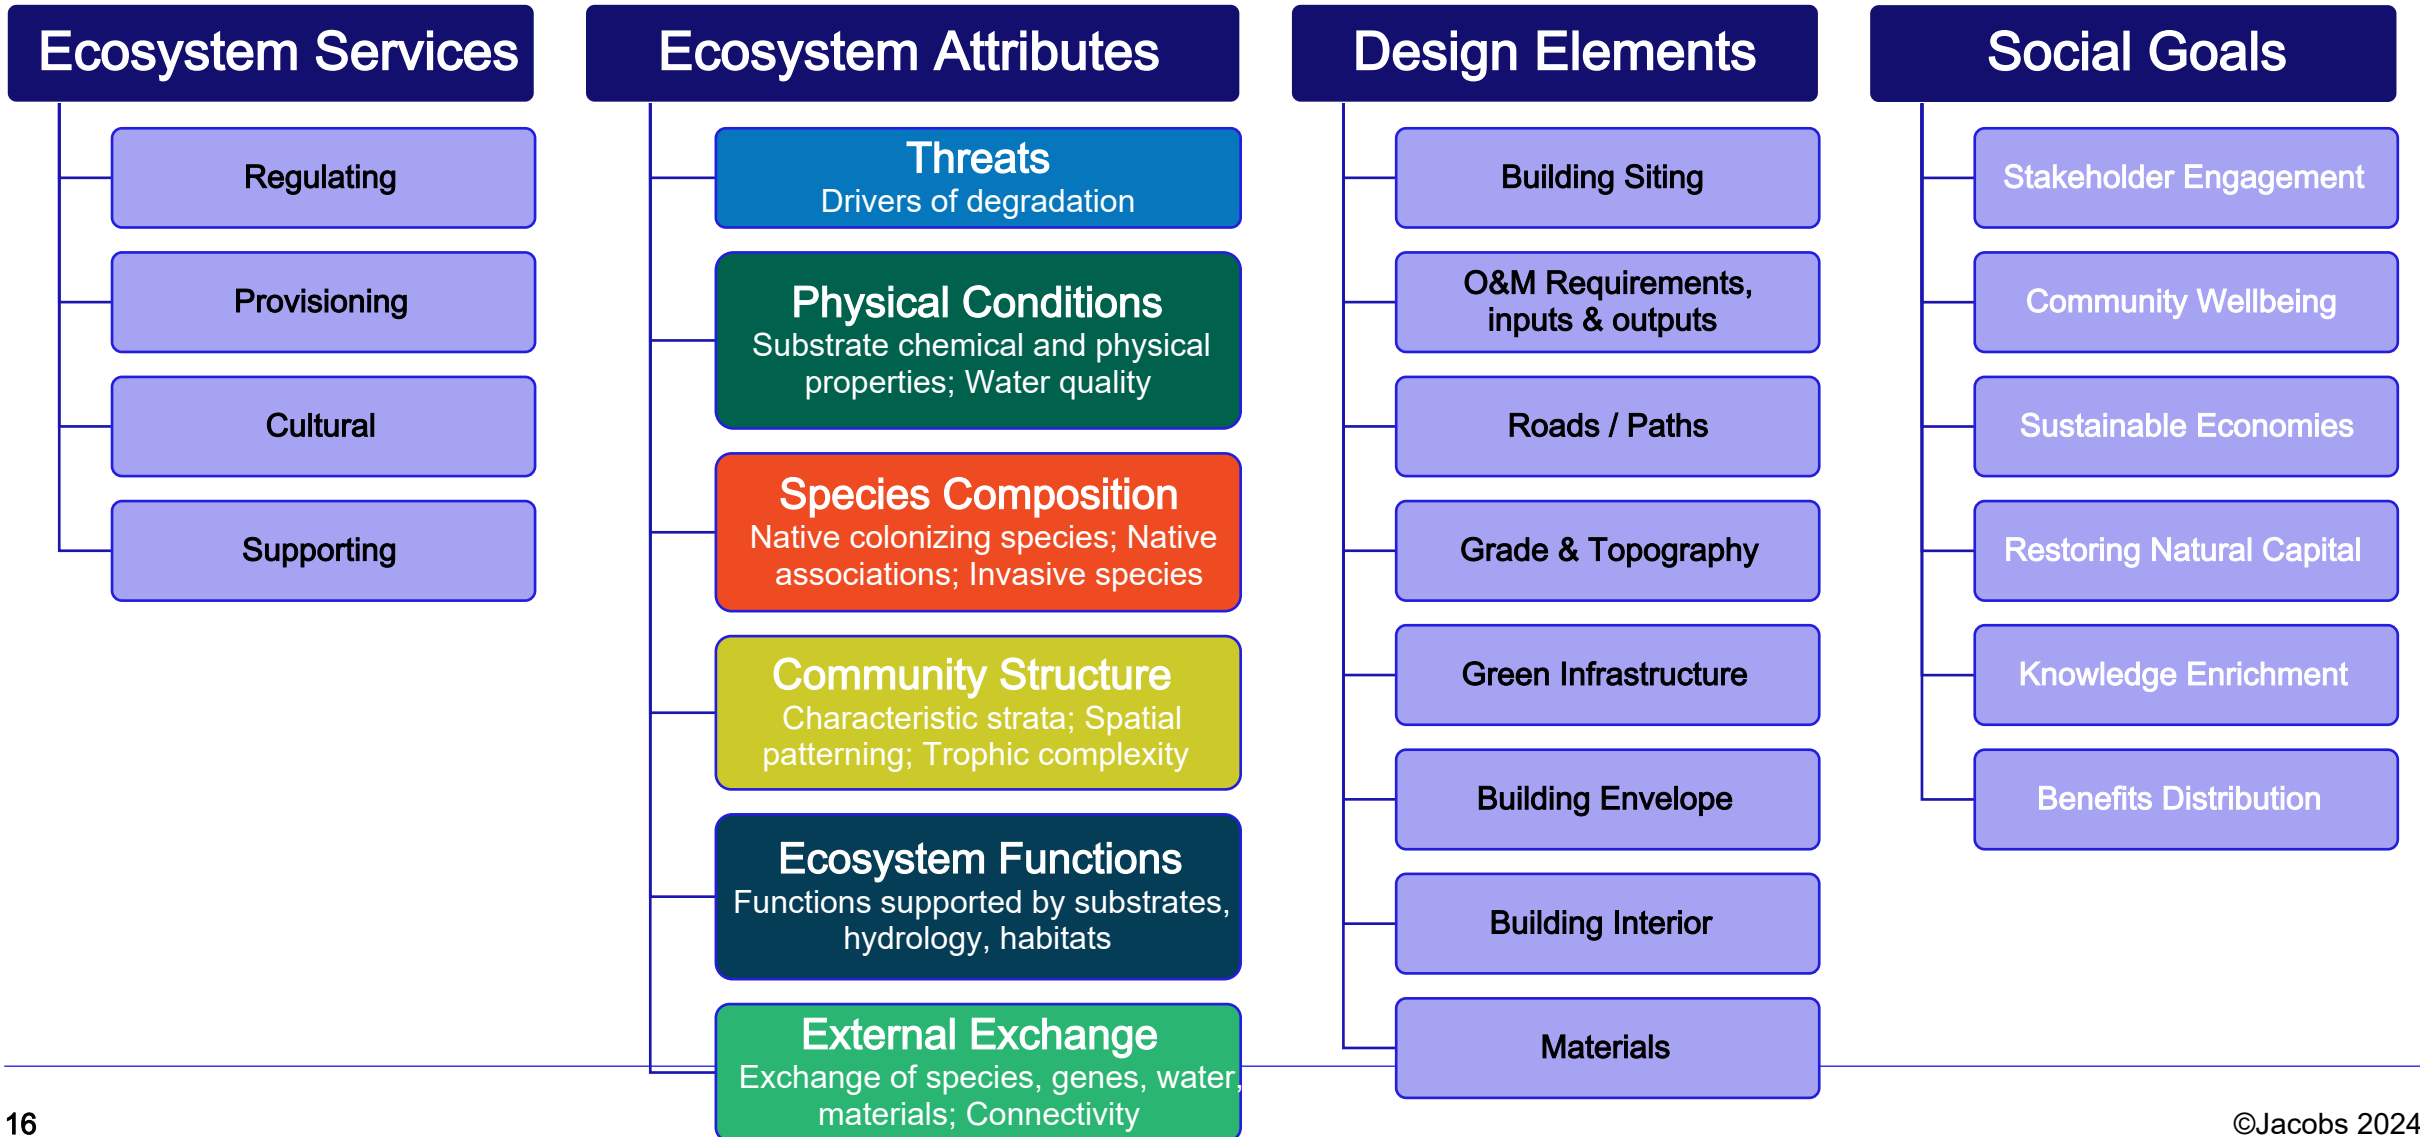 Ecosystem Services
Regulating
Provisioning
Cultural
Supporting
Ecosystem Attributes
Threats
Drivers of degradation
Physical Conditions
Substrate chemical and physical
properties; Water quality
Species Composition
Native colonizing species; Native
associations; Invasive species
Community Structure
Characteristic strata; Spatial
patterning; Trophic complexity
Ecosystem Functions
Functions supported by substrates,
hydrology, habitats
External Exchange
Exchange of species, genes, water,
materials; Connectivity
Design Elements
Building Siting
O&M Requirements,
inputs & outputs
Roads / Paths
Grade & Topography
Green Infrastructure
Building Envelope
Building Interior
Materials
Social Goals
Stakeholder Engagement
Community Wellbeing
Sustainable Economies
Restoring Natural Capital
Knowledge Enrichment
Benefits Distribution
16
©Jacobs 2024